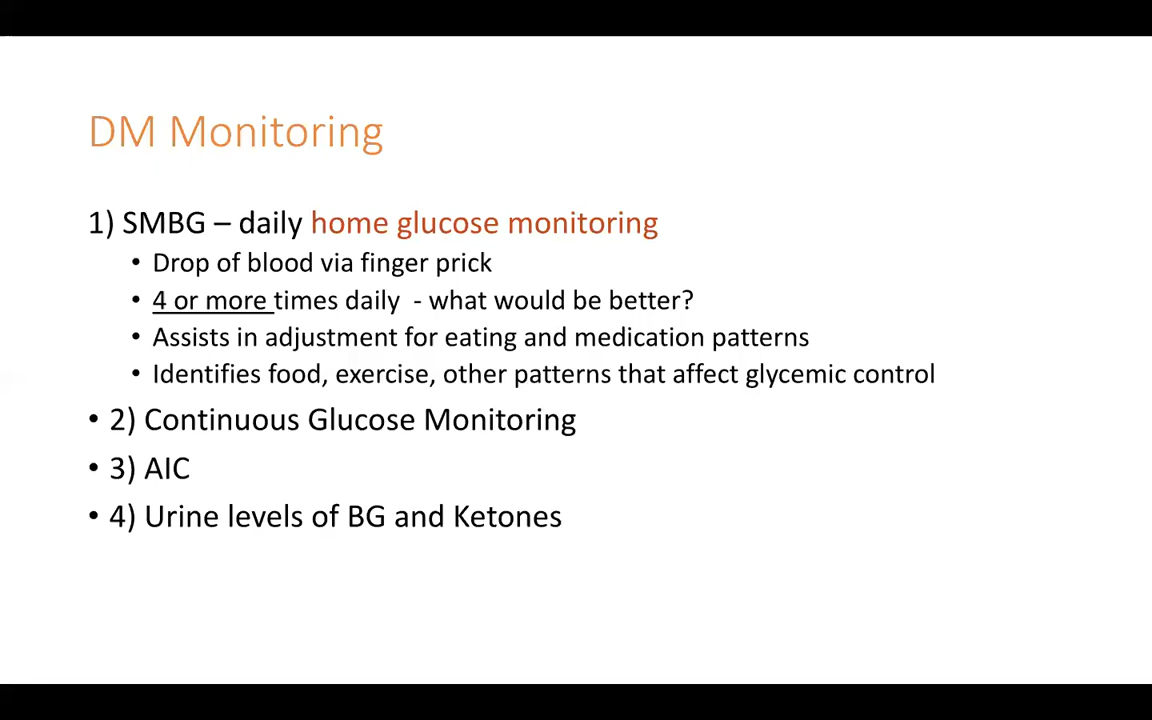 DM Monitoring
1) SMBG – daily home glucose monitoring
• Drop of blood via finger prick
• 4 or more times daily - what would be better?
• Assists in adjustment for eating and medication patterns
• Identifies food, exercise, other patterns that affect glycemic control
• 2) Continuous Glucose Monitoring
• 3) AIC
• 4) Urine levels of BG and Ketones